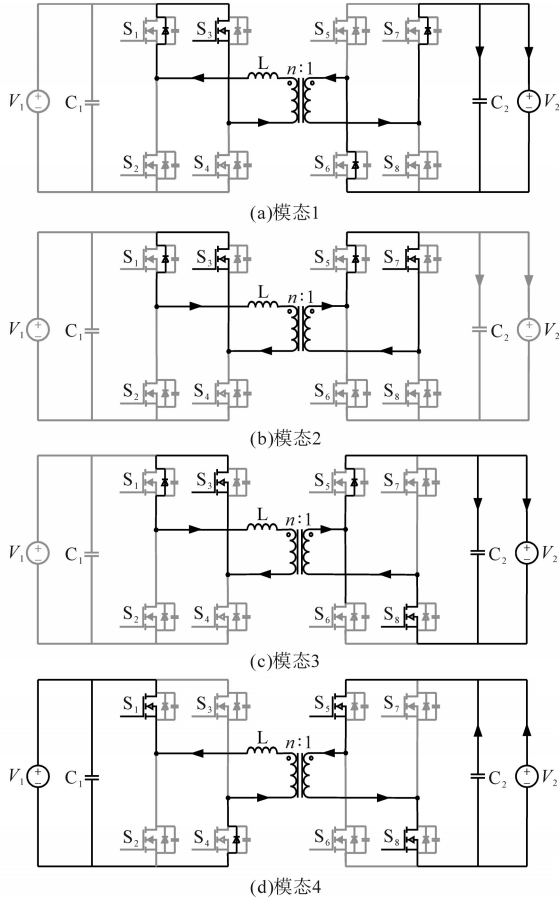 S₁ S₃ S₅ S₇
L n:1
V₁ C₁ C₂ V₂
S₂ S₄ S₆ S₈
(a)模态1
S₁ S₃ S₅ S₇
L n:1
V₁ C₁ C₂ V₂
S₂ S₄ S₆ S₈
(b)模态2
S₁ S₃ S₅ S₇
L n:1
V₁ C₁ C₂ V₂
S₂ S₄ S₆ S₈
(c)模态3
S₁ S₃ S₅ S₇
L n:1
V₁ C₁ C₂ V₂
S₂ S₄ S₆ S₈
(d)模态4